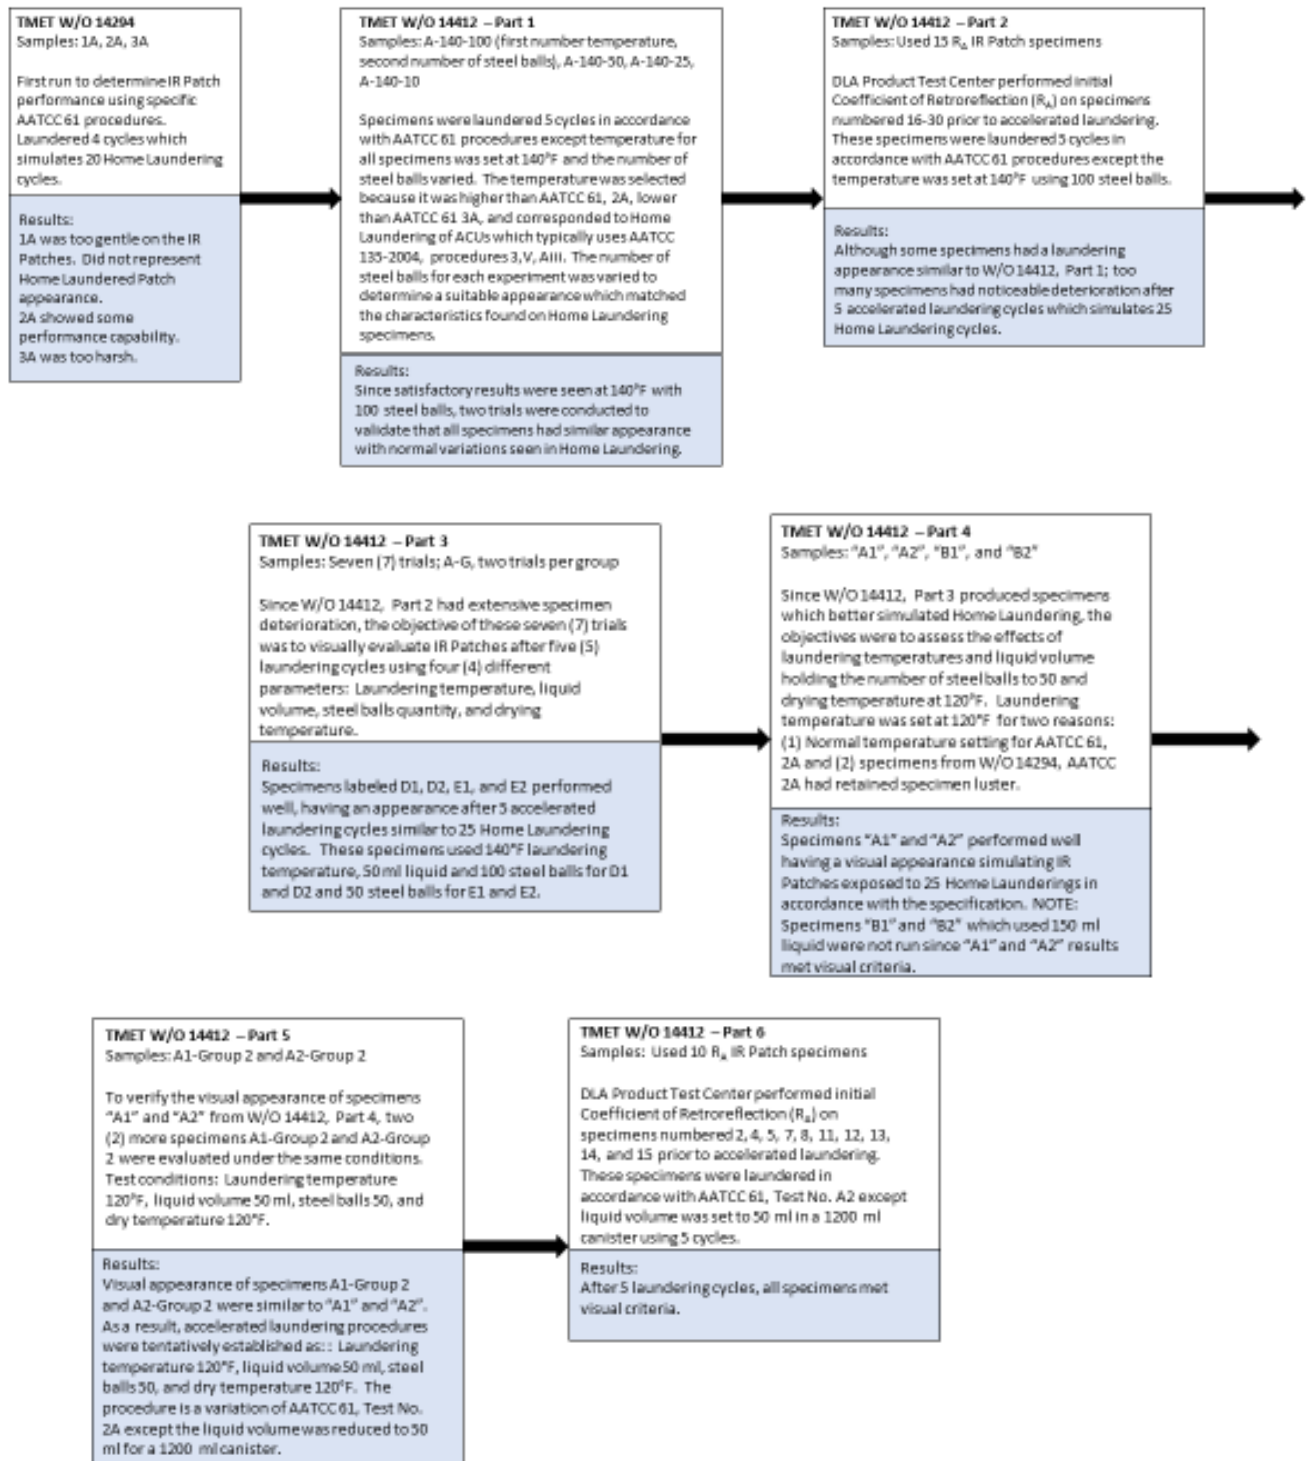 TMET W/O 14294
Samples: 1A, 2A, 3A
First run to determine IR Patch
performance using specific
AATCC 61 procedures.
Laundered 4 cycles which
simulates 20 Home Laundering
cycles.
Results:
1A was too gentle on the IR
Patches. Did not represent
Home Laundered Patch
appearance.
2A showed some
performance capability.
3A was too harsh.
TMET W/O 14412 – Part 1
Samples: A-140-100 (first number temperature,
second number of steel balls), A-140-50, A-140-25,
A-140-10
Specimens were laundered 5 cycles in accordance
with AATCC 61 procedures except temperature for
all specimens was set at 140°F and the number of
steel balls varied. The temperature was selected
because it was higher than AATCC 61, 2A, lower
than AATCC 61 3A, and corresponded to Home
Laundering of ACUs which typically uses AATCC
135-2004, procedures 3, V, Aiii. The number of
steel balls for each experiment was varied to
determine a suitable appearance which matched
the characteristics found on Home Laundering
specimens.
Results:
Since satisfactory results were seen at 140°F with
100 steel balls, two trials were conducted to
validate that all specimens had similar appearance
with normal variations seen in Home Laundering.
TMET W/O 14412 – Part 2
Samples: Used 15 RA IR Patch specimens
DLA Product Test Center performed initial
Coefficient of Retroreflection (RA) on specimens
numbered 16-30 prior to accelerated laundering.
These specimens were laundered 5 cycles in
accordance with AATCC 61 procedures except the
temperature was set at 140°F using 100 steel balls.
Results:
Although some specimens had a laundering
appearance similar to W/O 14412, Part 1; too
many specimens had noticeable deterioration after
5 accelerated laundering cycles which simulates 25
Home Laundering cycles.
TMET W/O 14412 – Part 3
Samples: Seven (7) trials; A-G, two trials per group
Since W/O 14412, Part 2 had extensive specimen
deterioration, the objective of these seven (7) trials
was to visually evaluate IR Patches after five (5)
laundering cycles using four (4) different
parameters: Laundering temperature, liquid
volume, steel balls quantity, and drying
temperature.
Results:
Specimens labeled D1, D2, E1, and E2 performed
well, having an appearance after 5 accelerated
laundering cycles similar to 25 Home Laundering
cycles. These specimens used 140°F laundering
temperature, 50 ml liquid and 100 steel balls for D1
and D2 and 50 steel balls for E1 and E2.
TMET W/O 14412 – Part 4
Samples: "A1", "A2", "B1", and "B2"
Since W/O 14412, Part 3 produced specimens
which better simulated Home Laundering, the
objectives were to assess the effects of
laundering temperatures and liquid volume
holding the number of steel balls to 50 and
drying temperature at 120°F. Laundering
temperature was set at 120°F for two reasons:
(1) Normal temperature setting for AATCC 61,
2A and (2) specimens from W/O 14294, AATCC
2A had retained specimen luster.
Results:
Specimens "A1" and "A2" performed well
having a visual appearance simulating IR
Patches exposed to 25 Home Launderings in
accordance with the specification. NOTE:
Specimens "B1" and "B2" which used 150 ml
liquid were not run since "A1" and "A2" results
met visual criteria.
TMET W/O 14412 – Part 5
Samples: A1-Group 2 and A2-Group 2
To verify the visual appearance of specimens
"A1" and "A2" from W/O 14412, Part 4, two
(2) more specimens A1-Group 2 and A2-Group
2 were evaluated under the same conditions.
Test conditions: Laundering temperature
120°F, liquid volume 50 ml, steel balls 50, and
dry temperature 120°F.
Results:
Visual appearance of specimens A1-Group 2
and A2-Group 2 were similar to "A1" and "A2".
As a result, accelerated laundering procedures
were tentatively established as: : Laundering
temperature 120°F, liquid volume 50 ml, steel
balls 50, and dry temperature 120°F. The
procedure is a variation of AATCC 61, Test No.
2A except the liquid volume was reduced to 50
ml for a 1200 ml canister.
TMET W/O 14412 – Part 6
Samples: Used 10 RA IR Patch specimens
DLA Product Test Center performed initial
Coefficient of Retroreflection (RA) on
specimens numbered 2, 4, 5, 7, 8, 11, 12, 13,
14, and 15 prior to accelerated laundering.
These specimens were laundered in
accordance with AATCC 61, Test No. A2 except
liquid volume was set to 50 ml in a 1200 ml
canister using 5 cycles.
Results:
After 5 laundering cycles, all specimens met
visual criteria.